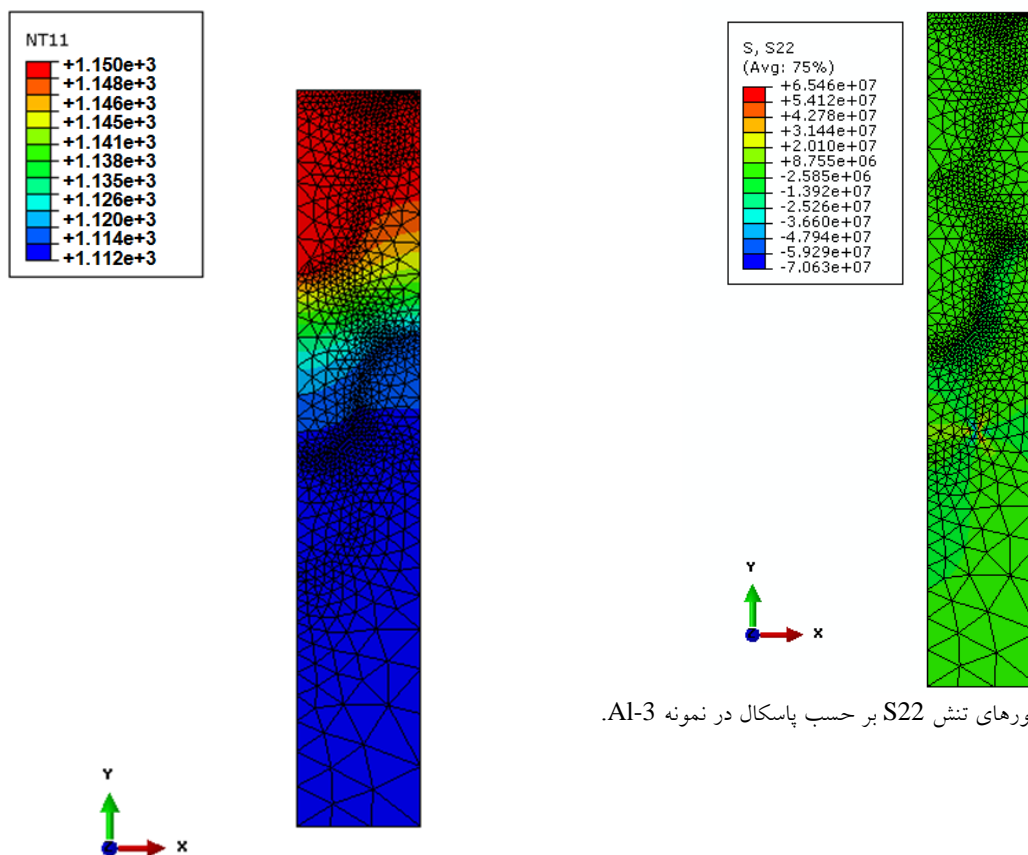 NT11
+1.150e+3
+1.148e+3
+1.146e+3
+1.145e+3
+1.141e+3
+1.138e+3
+1.135e+3
+1.126e+3
+1.120e+3
+1.114e+3
+1.112e+3
Y
Z
X
S, S22
(Avg: 75%)
+6.546e+07
+5.412e+07
+4.278e+07
+3.144e+07
+2.010e+07
+8.755e+06
-2.585e+06
-1.392e+07
-2.526e+07
-3.660e+07
-4.794e+07
-5.929e+07
-7.063e+07
Y
Z
X
تنش S22 بر حسب پاسکال در نمونه Al-3.